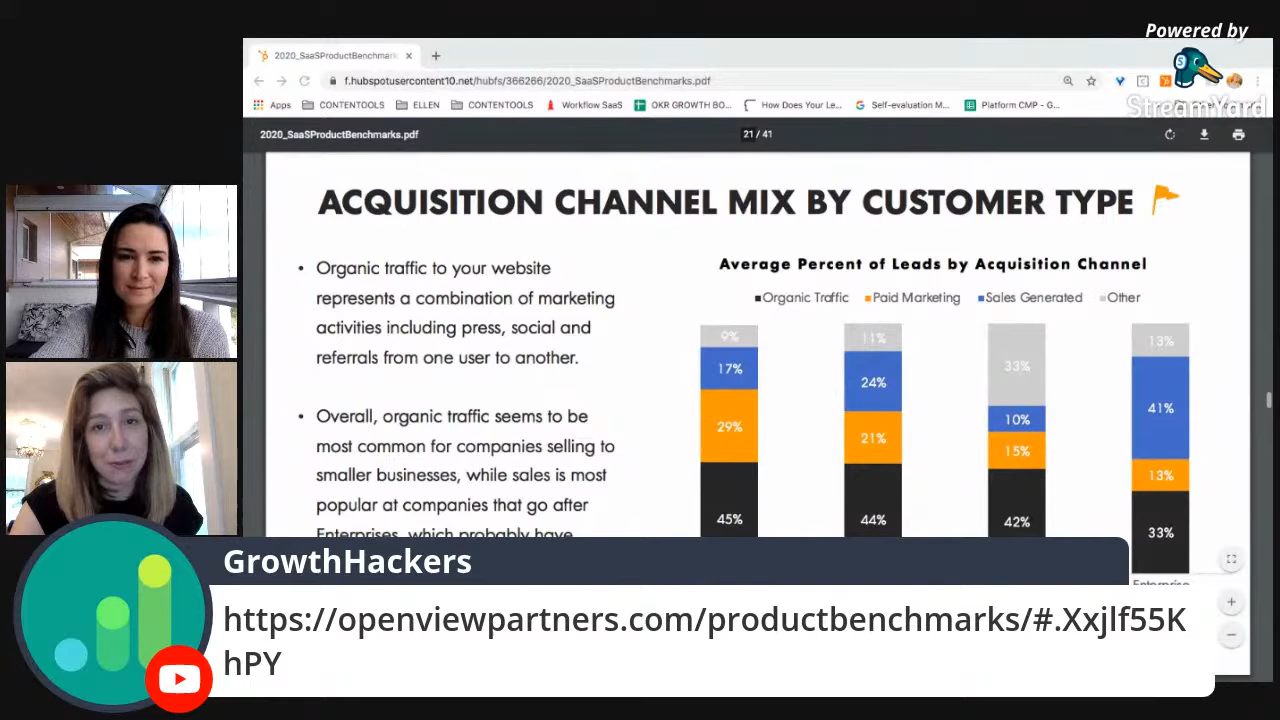 Powered by
StreamYard
2020_SaaSProductBenchmark
f.hubspotusercontent10.net/hubfs/366266/2020_SaaSProductBenchmarks.pdf
Apps CONTENTOOLS ELLEN CONTENTOOLS Workflow SaaS OKR GROWTH BO... How Does Your Le... Self-evaluation M... Platform CMP - G...
2020_SaaSProductBenchmarks.pdf 21 / 41
ACQUISITION CHANNEL MIX BY CUSTOMER TYPE
• Organic traffic to your website
represents a combination of marketing
activities including press, social and
referrals from one user to another.
• Overall, organic traffic seems to be
most common for companies selling to
smaller businesses, while sales is most
popular at companies that go after
Enterprises, which probably have
Average Percent of Leads by Acquisition Channel
Organic Traffic Paid Marketing Sales Generated Other
9% 11% 33% 13%
17% 24% 10% 41%
29% 21% 15% 13%
45% 44% 42% 33%
Enterprise
GrowthHackers
https://openviewpartners.com/productbenchmarks/#.Xxjlf55K
hPY